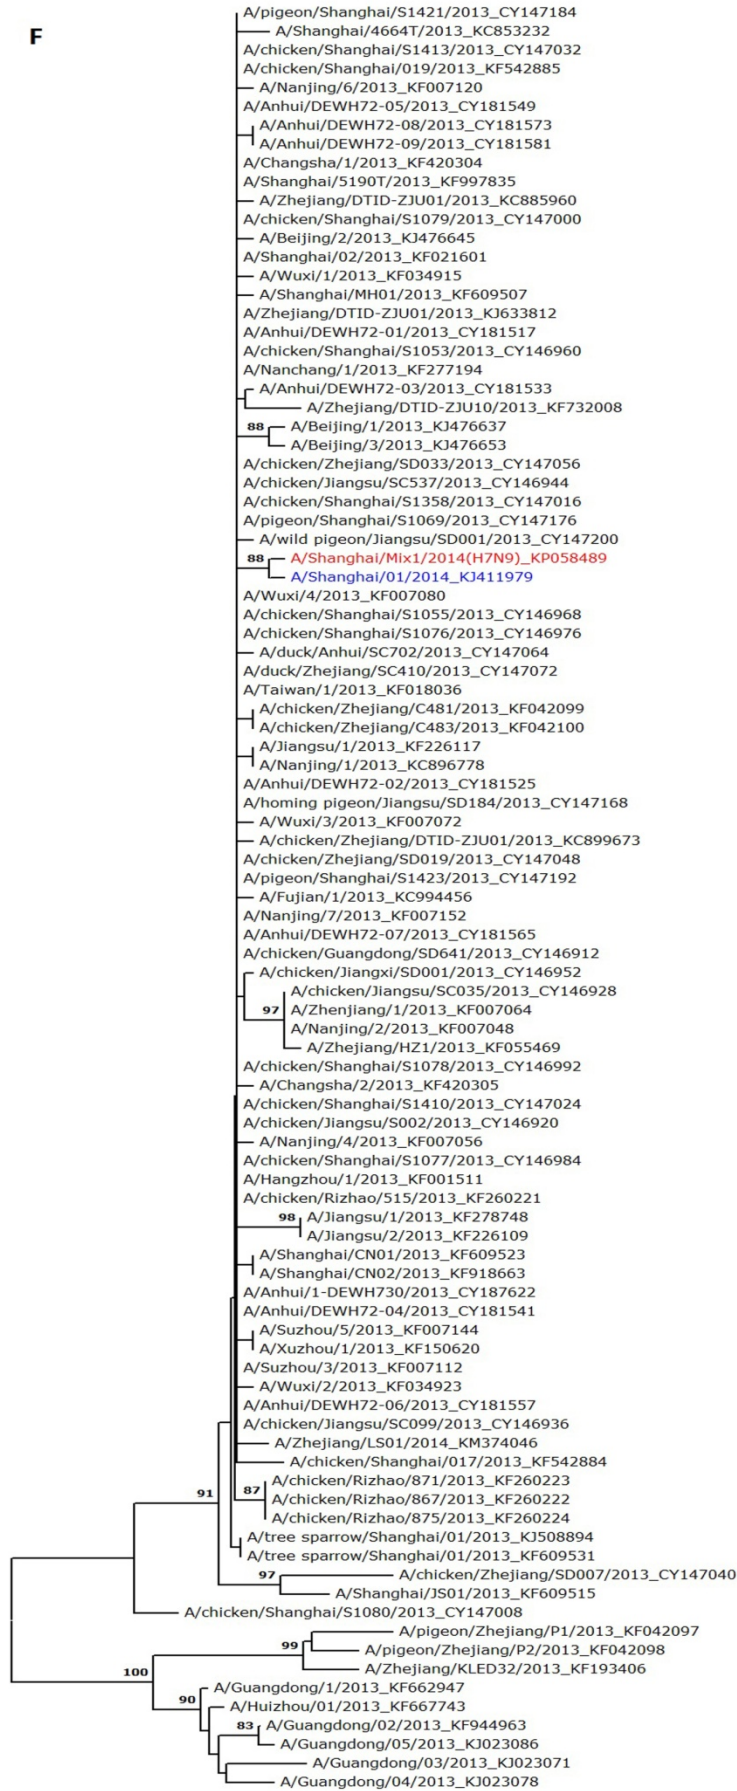 F
A/pigeon/Shanghai/S1421/2013_CY147184
A/Shanghai/4664T/2013_KC853232
A/chicken/Shanghai/S1413/2013_CY147032
A/chicken/Shanghai/019/2013_KF542885
A/Nanjing/6/2013_KF007120
A/Anhui/DEWH72-05/2013_CY181549
A/Anhui/DEWH72-08/2013_CY181573
A/Anhui/DEWH72-09/2013_CY181581
A/Changsha/1/2013_KF420304
A/Shanghai/5190T/2013_KF997835
A/Zhejiang/DTID-ZJU01/2013_KC885960
A/chicken/Shanghai/S1079/2013_CY147000
A/Beijing/2/2013_KJ476645
A/Shanghai/02/2013_KF021601
A/Wuxi/1/2013_KF034915
A/Shanghai/MH01/2013_KF609507
A/Zhejiang/DTID-ZJU01/2013_KJ633812
A/Anhui/DEWH72-01/2013_CY181517
A/chicken/Shanghai/S1053/2013_CY146960
A/Nanchang/1/2013_KF277194
A/Anhui/DEWH72-03/2013_CY181533
A/Zhejiang/DTID-ZJU10/2013_KF732008
88 A/Beijing/1/2013_KJ476637
A/Beijing/3/2013_KJ476653
A/chicken/Zhejiang/SD033/2013_CY147056
A/chicken/Jiangsu/SC537/2013_CY146944
A/chicken/Shanghai/S1358/2013_CY147016
A/pigeon/Shanghai/S1069/2013_CY147176
A/wild pigeon/Jiangsu/SD001/2013_CY147200
88 A/Shanghai/Mix1/2014(H7N9)_KP058489
A/Shanghai/01/2014_KJ411979
A/Wuxi/4/2013_KF007080
A/chicken/Shanghai/S1055/2013_CY146968
A/chicken/Shanghai/S1076/2013_CY146976
A/duck/Anhui/SC702/2013_CY147064
A/duck/Zhejiang/SC410/2013_CY147072
A/Taiwan/1/2013_KF018036
A/chicken/Zhejiang/C481/2013_KF042099
A/chicken/Zhejiang/C483/2013_KF042100
A/Jiangsu/1/2013_KF226117
A/Nanjing/1/2013_KC896778
A/Anhui/DEWH72-02/2013_CY181525
A/homing pigeon/Jiangsu/SD184/2013_CY147168
A/Wuxi/3/2013_KF007072
A/chicken/Zhejiang/DTID-ZJU01/2013_KC899673
A/chicken/Zhejiang/SD019/2013_CY147048
A/pigeon/Shanghai/S1423/2013_CY147192
A/Fujian/1/2013_KC994456
A/Nanjing/7/2013_KF007152
A/Anhui/DEWH72-07/2013_CY181565
A/chicken/Guangdong/SD641/2013_CY146912
A/chicken/Jiangxi/SD001/2013_CY146952
A/chicken/Jiangsu/SC035/2013_CY146928
97 A/Zhenjiang/1/2013_KF007064
A/Nanjing/2/2013_KF007048
A/Zhejiang/HZ1/2013_KF055469
A/chicken/Shanghai/S1078/2013_CY146992
A/Changsha/2/2013_KF420305
A/chicken/Shanghai/S1410/2013_CY147024
A/chicken/Jiangsu/S002/2013_CY146920
A/Nanjing/4/2013_KF007056
A/chicken/Shanghai/S1077/2013_CY146984
A/Hangzhou/1/2013_KF001511
A/chicken/Rizhao/515/2013_KF260221
98 A/Jiangsu/1/2013_KF278748
A/Jiangsu/2/2013_KF226109
A/Shanghai/CN01/2013_KF609523
A/Shanghai/CN02/2013_KF918663
A/Anhui/1-DEWH730/2013_CY187622
A/Anhui/DEWH72-04/2013_CY181541
A/Suzhou/5/2013_KF007144
A/Xuzhou/1/2013_KF150620
A/Suzhou/3/2013_KF007112
A/Wuxi/2/2013_KF034923
A/Anhui/DEWH72-06/2013_CY181557
A/chicken/Jiangsu/SC099/2013_CY146936
A/Zhejiang/LS01/2014_KM374046
A/chicken/Shanghai/017/2013_KF542884
A/chicken/Rizhao/871/2013_KF260223
91 87 A/chicken/Rizhao/867/2013_KF260222
A/chicken/Rizhao/875/2013_KF260224
A/tree sparrow/Shanghai/01/2013_KJ508894
A/tree sparrow/Shanghai/01/2013_KF609531
97 A/chicken/Zhejiang/SD007/2013_CY147040
A/Shanghai/JS01/2013_KF609515
A/chicken/Shanghai/S1080/2013_CY147008
A/pigeon/Zhejiang/P1/2013_KF042097
99 A/pigeon/Zhejiang/P2/2013_KF042098
A/Zhejiang/KLED32/2013_KF193406
100 A/Guangdong/1/2013_KF662947
90 A/Huizhou/01/2013_KF667743
83 A/Guangdong/02/2013_KF944963
A/Guangdong/05/2013_KJ023086
A/Guangdong/03/2013_KJ023071
A/Guangdong/04/2013_KJ023078